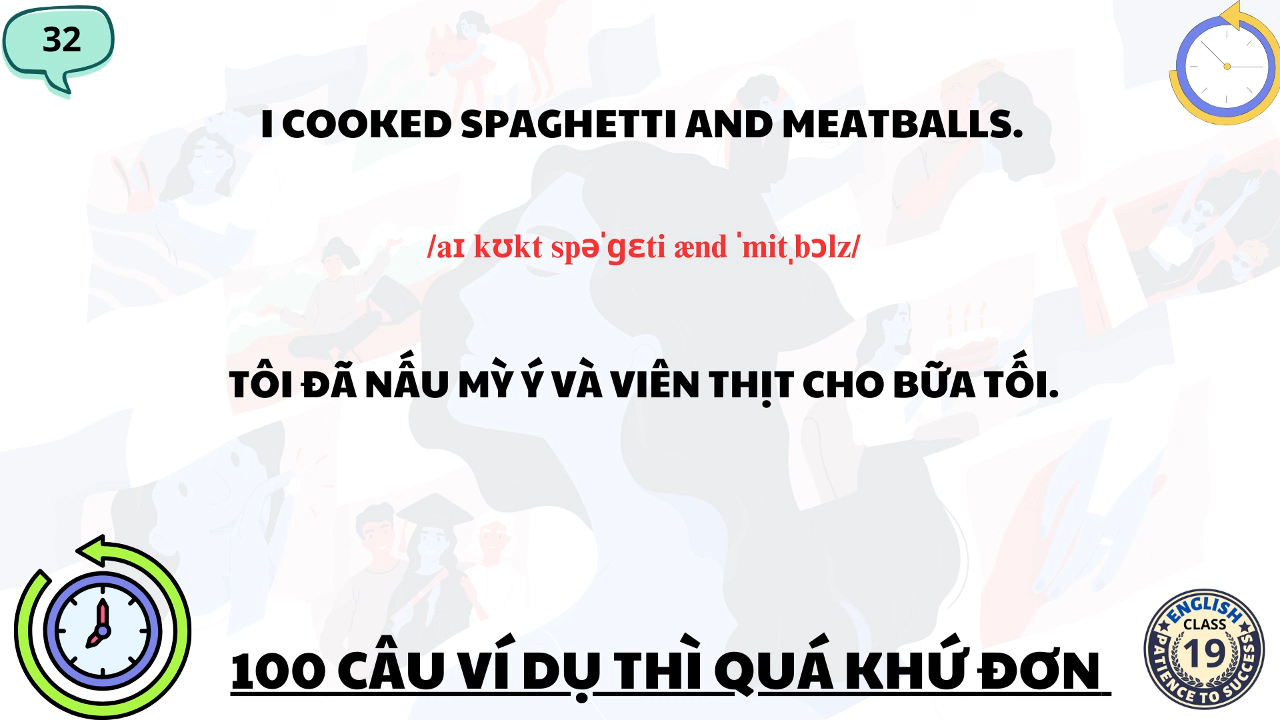 32
I COOKED SPAGHETTI AND MEATBALLS.
/aɪ kʊkt spəˈɡɛti ænd ˈmitˌbɔlz/
TÔI ĐÃ NẤU MỲ Ý VÀ VIÊN THỊT CHO BỮA TỐI.
100 CÂU VÍ DỤ THÌ QUÁ KHỨ ĐƠN
ENGLISH
CLASS
19
PATIENCE TO SUCCESS